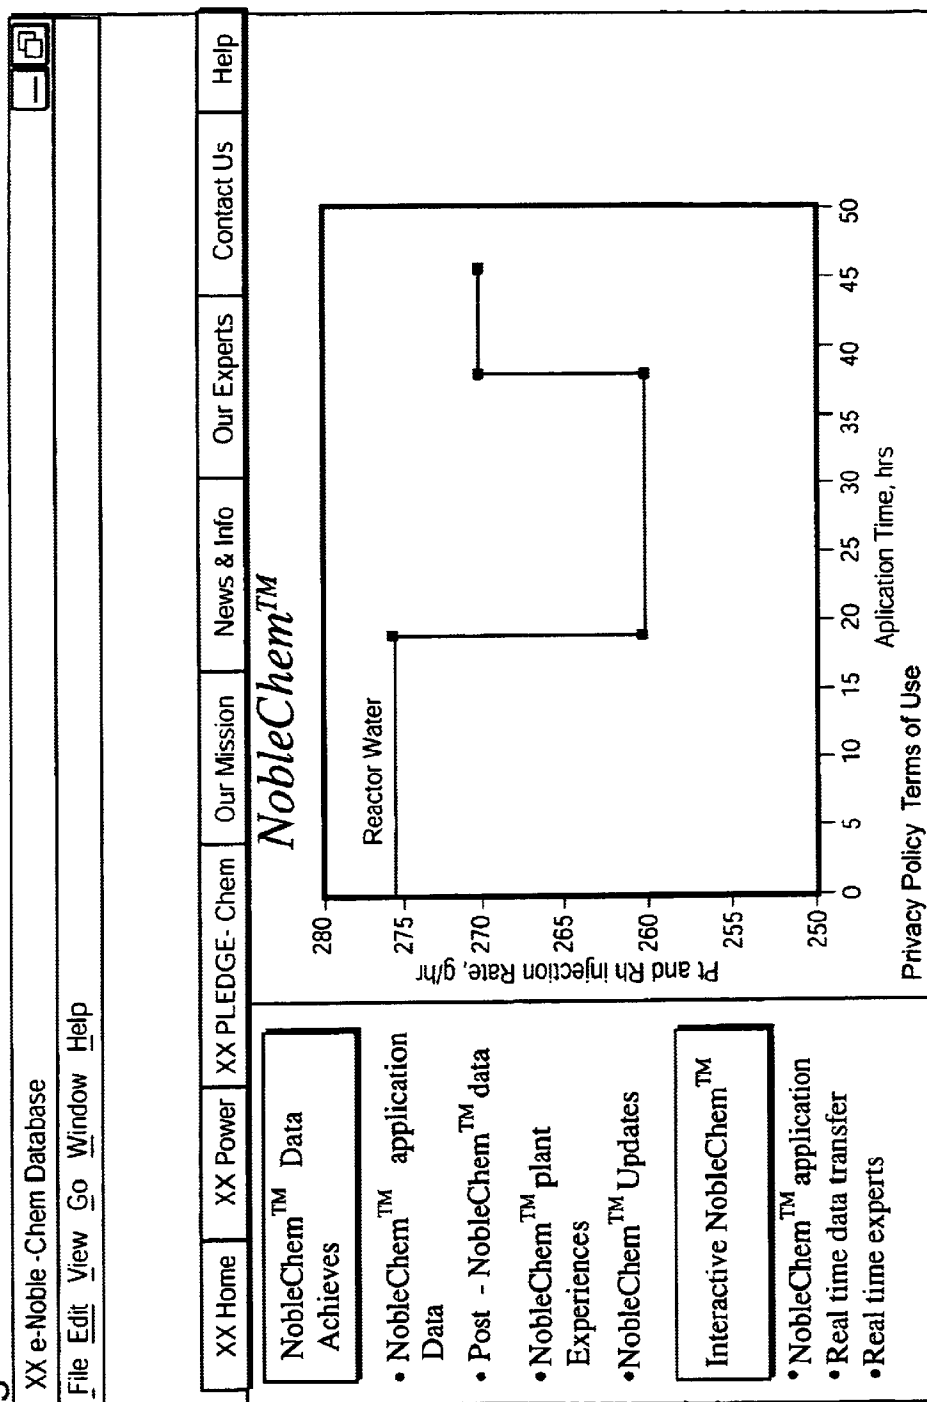 XX e-Noble -Chem Database
File Edit View Go Window Help
XX Home XX Power XX PLEDGE- Chem Our Mission News & Info Our Experts Contact Us Help
NobleChem™ Data
Achieves
• NobleChem™ application
Data
• Post - NobleChem™ data
• NobleChem™ plant
Experiences
•NobleChem™ Updates
Interactive NobleChem™
• NobleChem™ application
• Real time data transfer
•Real time experts
NobleChem™
Pt and Rh injection Rate, g/hr
280
275
270
265
260
255
250
Reactor Water
0 5 10 15 20 25 30 35 40 45 50
Aplication Time, hrs
Privacy Policy Terms of Use